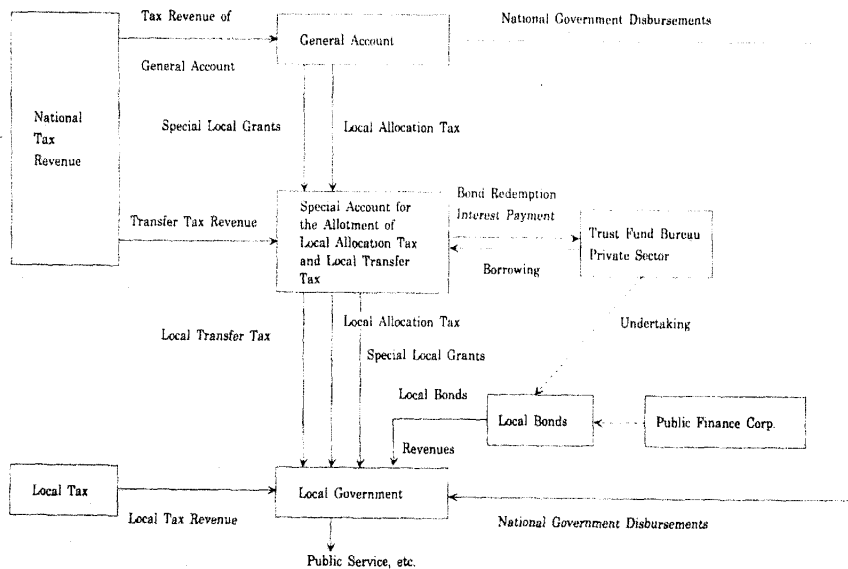 Tax Revenue of
National Government Disbursements
General Account
General Account
National
Tax
Revenue
Special Local Grants
Local Allocation Tax
Transfer Tax Revenue
Special Account for
the Allotment of
Local Allocation Tax
and Local Transfer
Tax
Bond Redemption
Interest Payment
Trust Fund Bureau
Private Sector
Borrowing
Local Transfer Tax
Local Allocation Tax
Undertaking
Special Local Grants
Local Bonds
Local Bonds
Public Finance Corp.
Revenues
Local Tax
Local Government
Local Tax Revenue
National Government Disbursements
Public Service, etc.